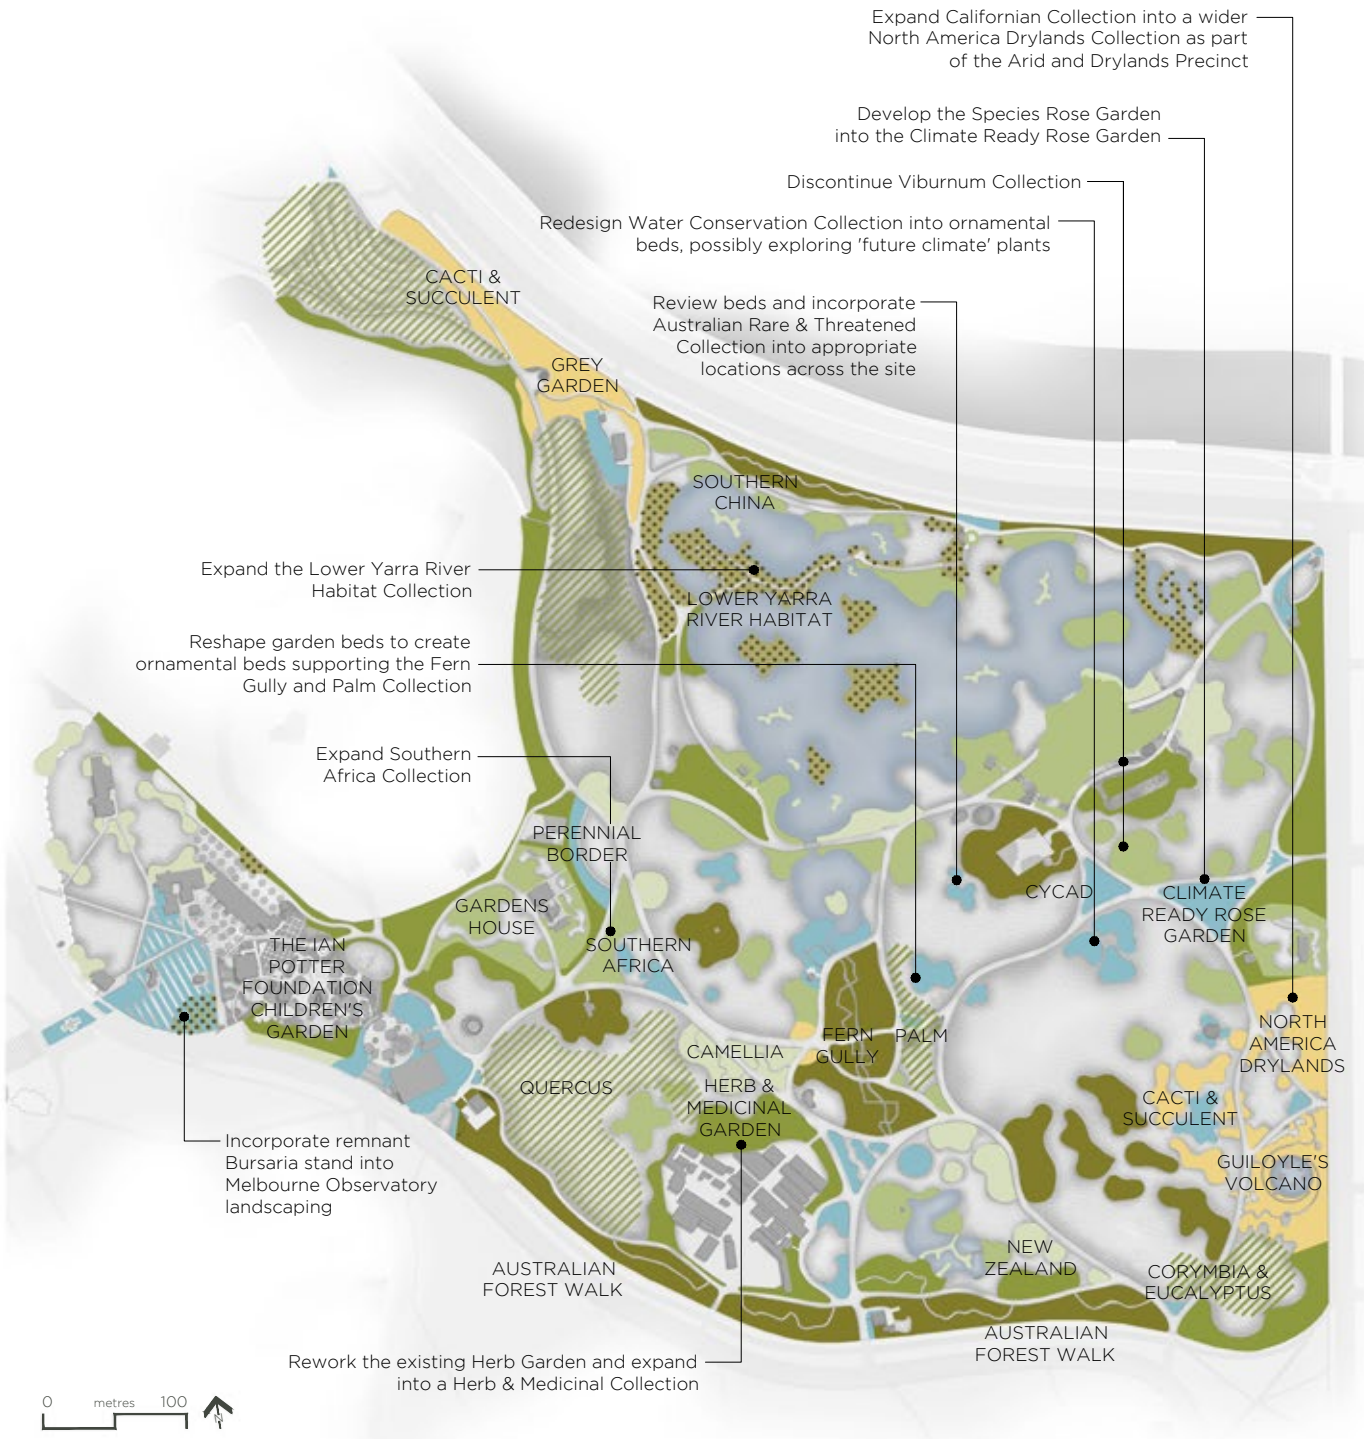 Expand Californian Collection into a wider
North America Drylands Collection as part
of the Arid and Drylands Precinct
Develop the Species Rose Garden
into the Climate Ready Rose Garden
Discontinue Viburnum Collection
Redesign Water Conservation Collection into ornamental
beds, possibly exploring 'future climate' plants
Review beds and incorporate
Australian Rare & Threatened
Collection into appropriate
locations across the site
CACTI &
SUCCULENT
GREY
GARDEN
SOUTHERN
CHINA
Expand the Lower Yarra River
Habitat Collection
LOWER YARRA
RIVER HABITAT
Reshape garden beds to create
ornamental beds supporting the Fern
Gully and Palm Collection
Expand Southern
Africa Collection
PERENNIAL
BORDER
GARDENS
HOUSE
SOUTHERN
AFRICA
CYCAD
CLIMATE
READY ROSE
GARDEN
THE IAN
POTTER
FOUNDATION
CHILDREN'S
GARDEN
NORTH
AMERICA
DRYLANDS
FERN
GULLY
PALM
CAMELLIA
QUERCUS
HERB &
MEDICINAL
GARDEN
CACTI &
SUCCULENT
GUILOYLE'S
VOLCANO
Incorporate remnant
Bursaria stand into
Melbourne Observatory
landscaping
NEW
ZEALAND
CORYMBIA &
EUCALYPTUS
AUSTRALIAN
FOREST WALK
AUSTRALIAN
FOREST WALK
Rework the existing Herb Garden and expand
into a Herb & Medicinal Collection
0 metres 100
N